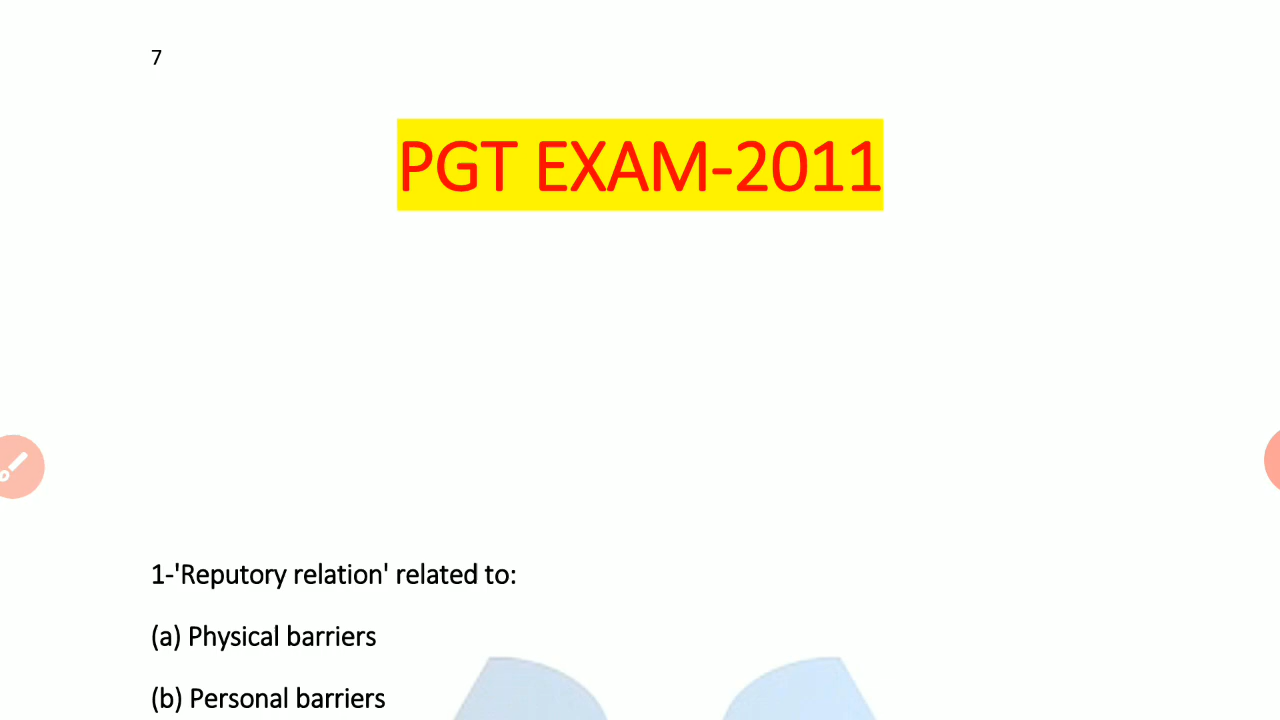 7
PGT EXAM-2011
1-'Reputory relation' related to:
(a) Physical barriers
(b) Personal barriers